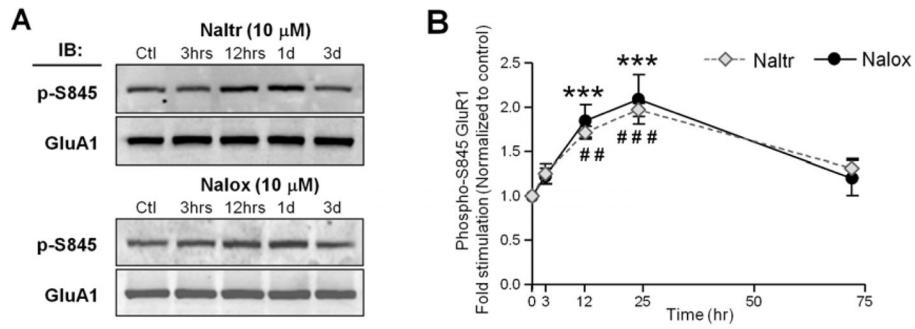 A
Naltr (10 μM)
IB:
Ctl 3hrs 12hrs 1d 3d
p-S845
GluA1
Nalox (10 μM)
Ctl 3hrs 12hrs 1d 3d
p-S845
GluA1
B
Phospho-S845 GluR1
Fold stimulation (Normalized to control)
2.5
2.0
1.5
1.0
0.5
0.0
Naltr Nalox
*** ***
## ###
0 3 12 25 50 75
Time (hr)